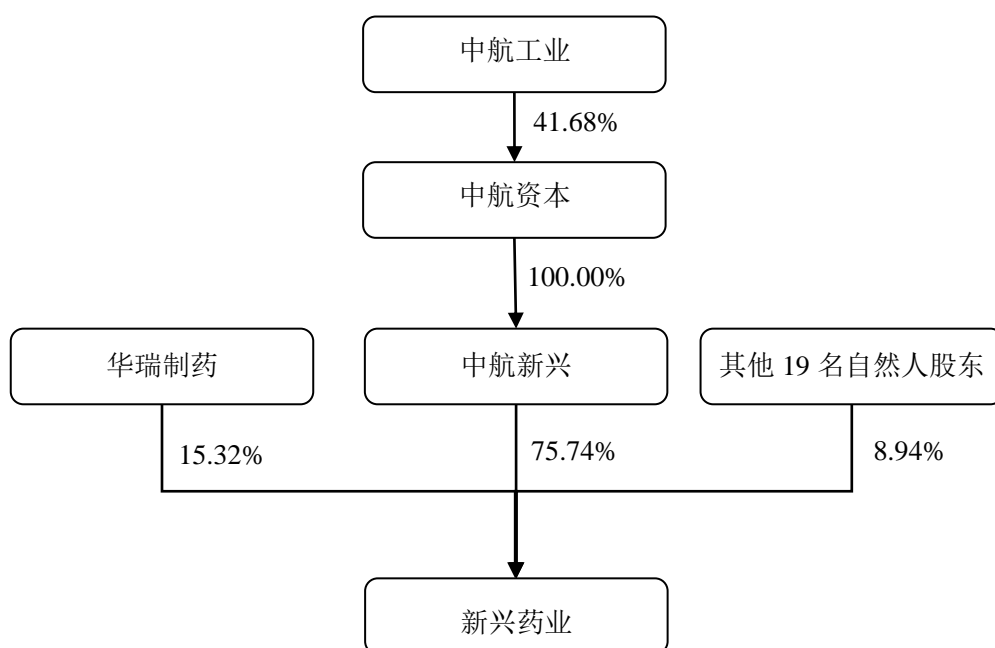 中航工业
41.68%
中航资本
100.00%
华瑞制药
中航新兴
其他 19 名自然人股东
15.32%
75.74%
8.94%
新兴药业